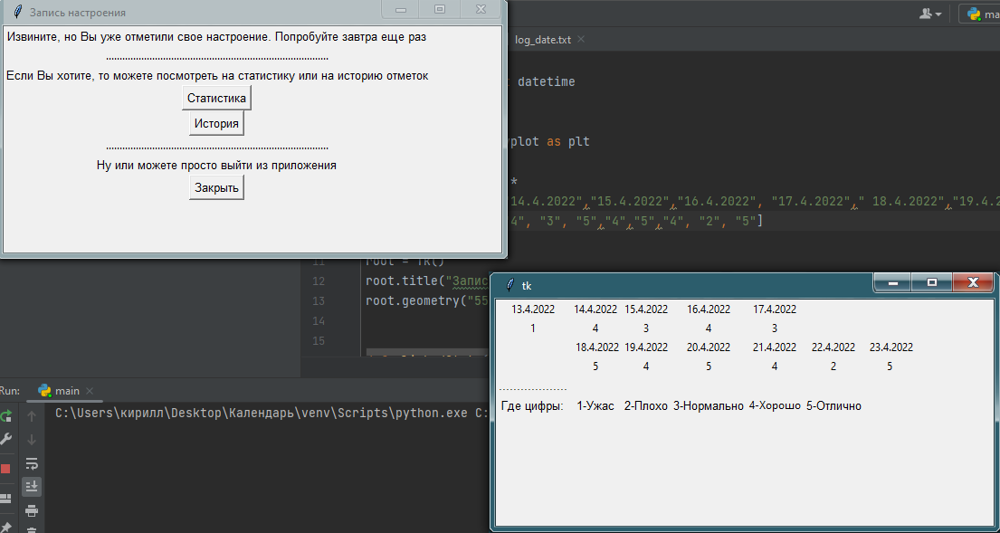 Запись настроения
Извините, но Вы уже отметили свое настроение. Попробуйте завтра еще раз
Если Вы хотите, то можете посмотреть на статистику или на историю отметок
Статистика
История
Ну или можете просто выйти из приложения
Закрыть
log_date.txt
datetime
plot as plt
*
14.4.2022","15.4.2022","16.4.2022", "17.4.2022"," 18.4.2022","19.4.2
4", "3", "5","4","5","4", "2", "5"]
12 root.title("Запис
13 root.geometry("55
14
15
tk
13.4.2022 14.4.2022 15.4.2022 16.4.2022 17.4.2022
1 4 3 4 3
18.4.2022 19.4.2022 20.4.2022 21.4.2022 22.4.2022 23.4.2022
5 4 5 4 2 5
Где цифры: 1-Ужас 2-Плохо 3-Нормально 4-Хорошо 5-Отлично
Run: main
C:\Users\кирилл\Desktop\Календарь\venv\Scripts\python.exe C: